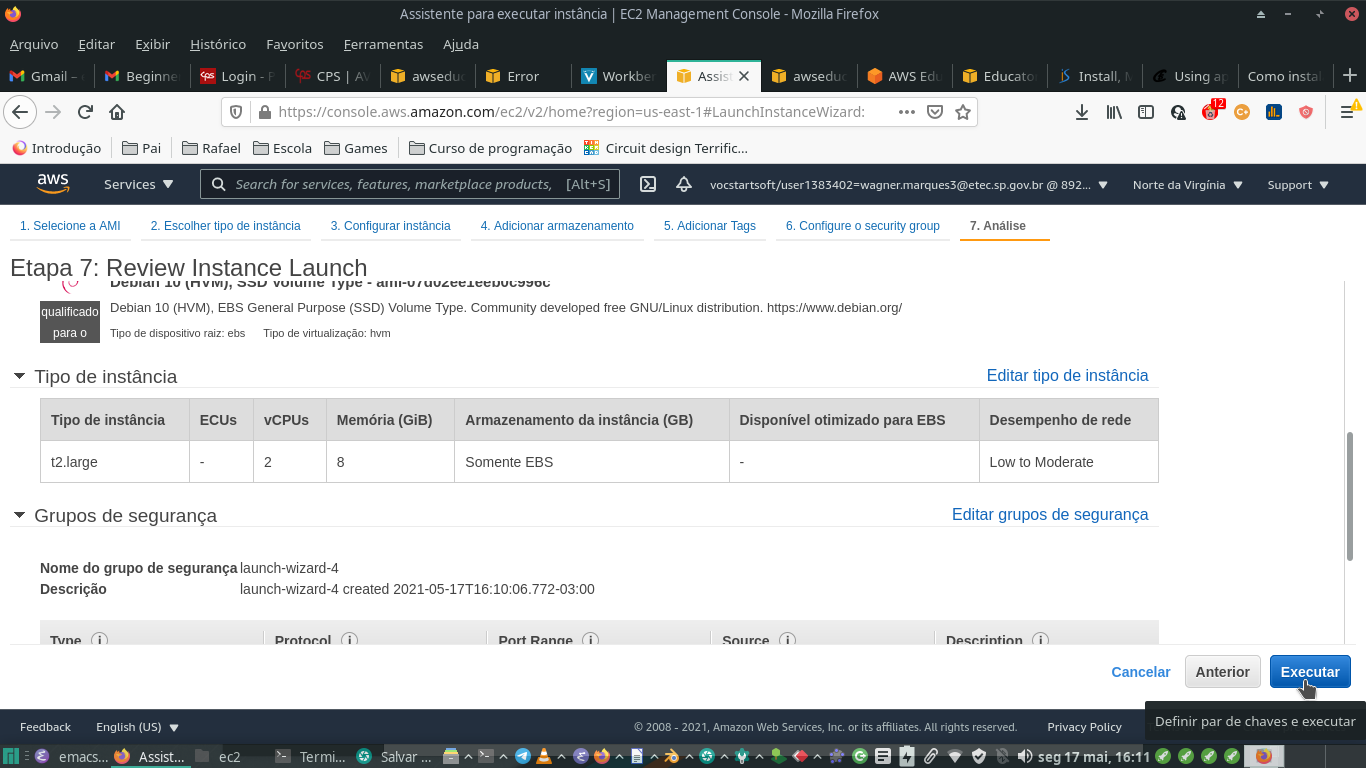 Assistente para executar instância | EC2 Management Console - Mozilla Firefox
Arquivo Editar Exibir Histórico Favoritos Ferramentas Ajuda
Gmail – Beginne Login - P CPS | AV awsedu Error Workbe Assist awsedu AWS Edu Educato Install, M Using ap Como insta
https://console.aws.amazon.com/ec2/v2/home?region=us-east-1#LaunchInstanceWizard:
12
Introdução Pai Rafael Escola Games Curso de programação Circuit design Terrific...
aws Services Search for services, features, marketplace products, [Alt+S] vocstartsoft/user1383402=wagner.marques3@etec.sp.gov.br @ 892... Norte da Virgínia Support
1. Selecione a AMI 2. Escolher tipo de instância 3. Configurar instância 4. Adicionar armazenamento 5. Adicionar Tags 6. Configure o security group 7. Análise
Etapa 7: Review Instance Launch
Debian 10 (HVM), SSD Volume Type - ami-07d02ee1eeb0c996c
qualificado
para o
Debian 10 (HVM), EBS General Purpose (SSD) Volume Type. Community developed free GNU/Linux distribution. https://www.debian.org/
Tipo de dispositivo raiz: ebs Tipo de virtualização: hvm
Tipo de instância Editar tipo de instância
Tipo de instância ECUs vCPUs Memória (GiB) Armazenamento da instância (GB) Disponível otimizado para EBS Desempenho de rede
t2.large - 2 8 Somente EBS - Low to Moderate
Grupos de segurança Editar grupos de segurança
Nome do grupo de segurança launch-wizard-4
Descrição launch-wizard-4 created 2021-05-17T16:10:06.772-03:00
Type Protocol Port Range Source Description
Cancelar Anterior Executar
Definir par de chaves e executar
Feedback English (US) © 2008 - 2021, Amazon Web Services, Inc. or its affiliates. All rights reserved. Privacy Policy
emacs... Assist... ec2 Termi... Salvar ... seg 17 mai, 16:11